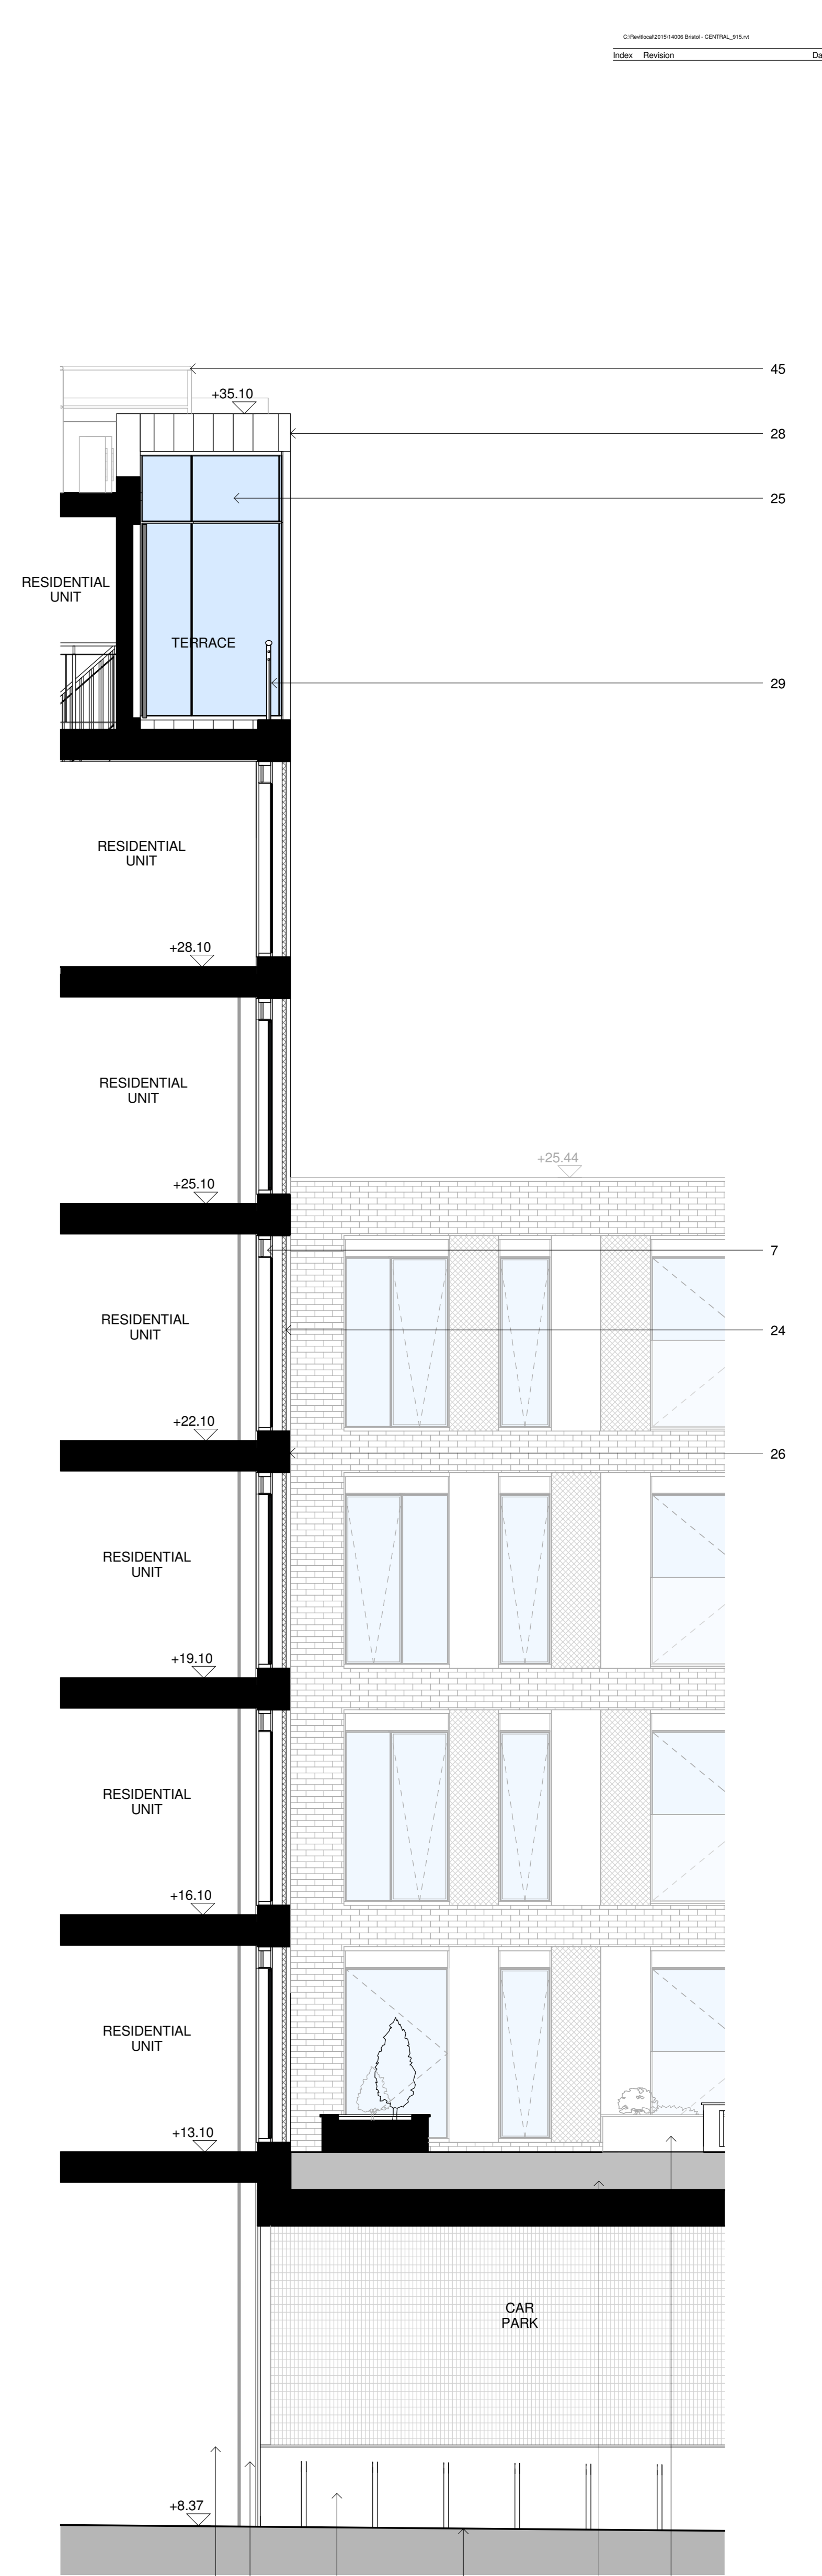 C:\Revitlocal\2015\14006 Bristol - CENTRAL_915.rvt
Index Revision Da
45
+35.10
28
25
RESIDENTIAL
UNIT
TERRACE
29
RESIDENTIAL
UNIT
+28.10
RESIDENTIAL
UNIT
+25.44
+25.10
7
RESIDENTIAL
UNIT
24
+22.10
26
RESIDENTIAL
UNIT
+19.10
RESIDENTIAL
UNIT
+16.10
RESIDENTIAL
UNIT
+13.10
CAR
PARK
+8.37